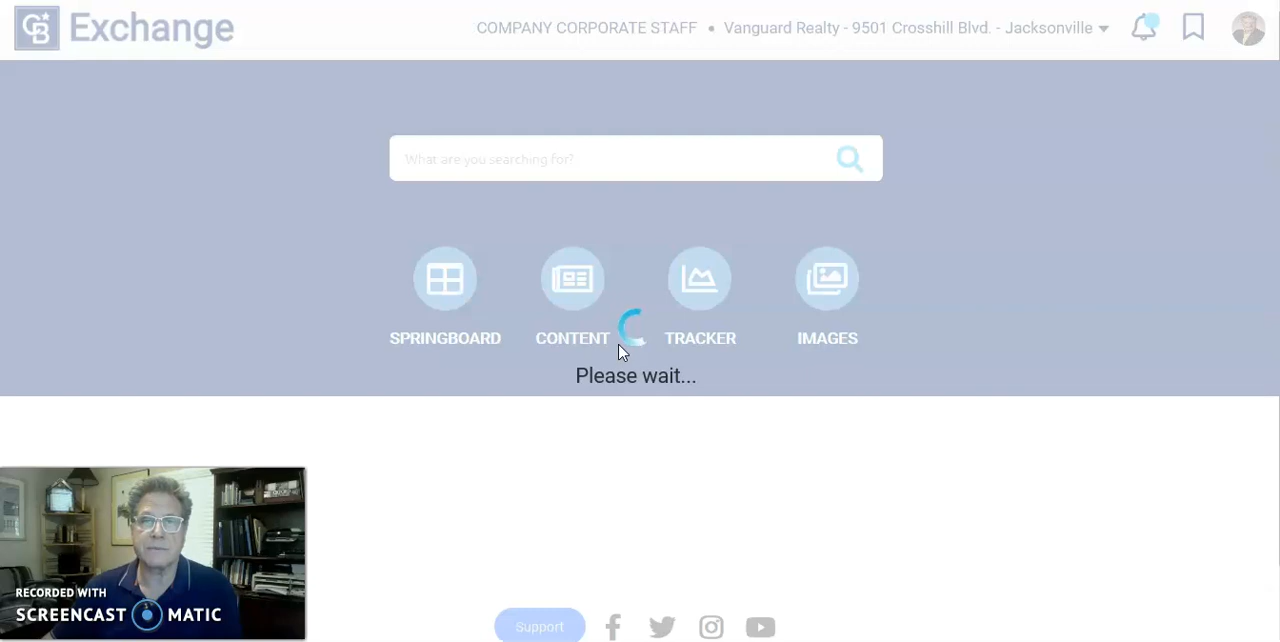 CB Exchange
COMPANY CORPORATE STAFF • Vanguard Realty - 9501 Crosshill Blvd. - Jacksonville
What are you searching for?
SPRINGBOARD CONTENT TRACKER IMAGES
Please wait...
RECORDED WITH
SCREENCAST MATIC
Support